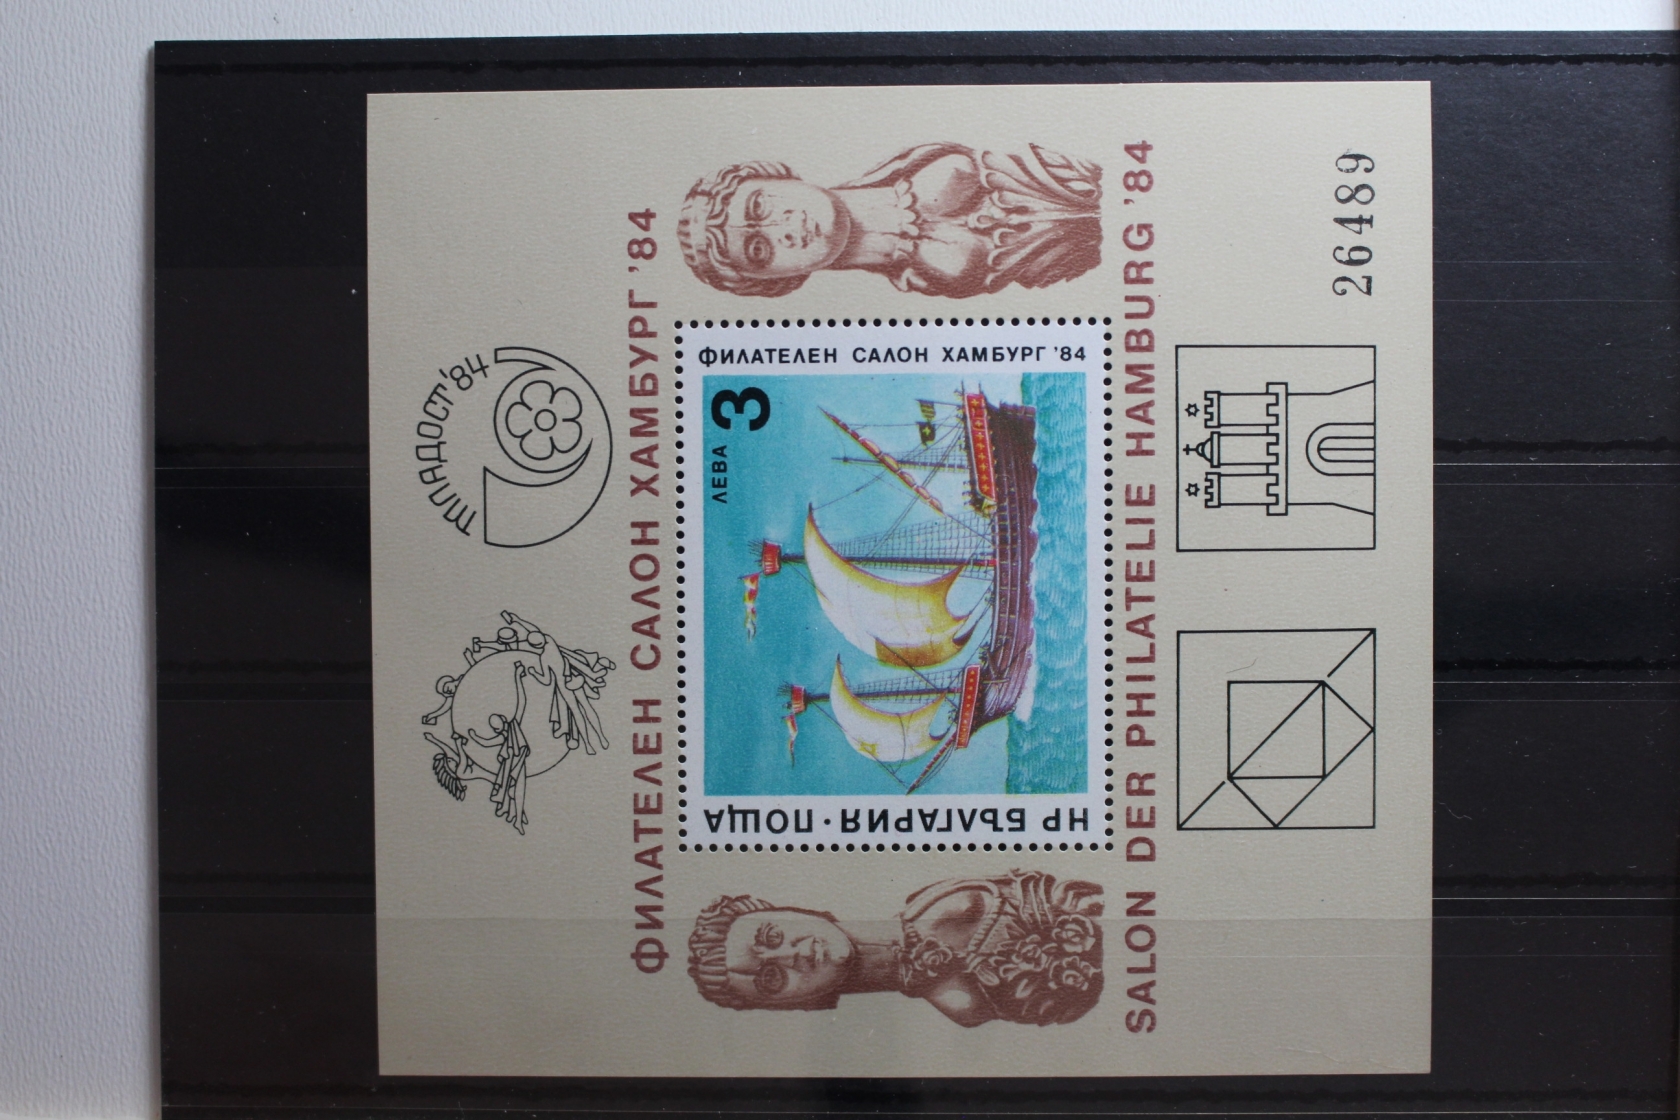 МЛАДОСТ '84
ФИЛАТЕЛЕН САЛОН ХАМБУРГ '84
ФИЛАТЕЛЕН САЛОН ХАМБУРГ '84
3
ЛЕВА
НР БЪЛГАРИЯ · ПОЩА
SALON DER PHILATELIE HAMBURG '84
26489